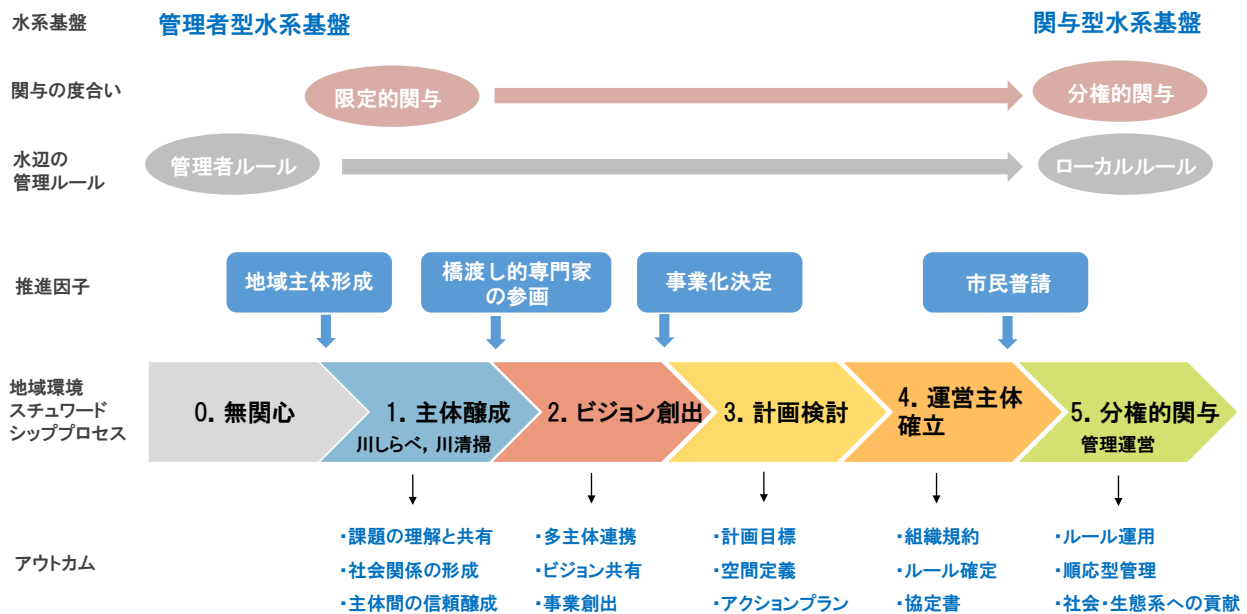 水系基盤
管理者型水系基盤
関与型水系基盤
関与の度合い
限定的関与
分権的関与
水辺の
管理ルール
管理者ルール
ローカルルール
推進因子
地域主体形成
橋渡し的専門家
の参画
事業化決定
市民普請
地域環境
スチュワード
シッププロセス
0. 無関心
1. 主体醸成
川しらべ, 川清掃
2. ビジョン創出
3. 計画検討
4. 運営主体
確立
5. 分権的関与
管理運営
アウトカム
・課題の理解と共有
・社会関係の形成
・主体間の信頼醸成
・多主体連携
・ビジョン共有
・事業創出
・計画目標
・空間定義
・アクションプラン
・組織規約
・ルール確定
・協定書
・ルール運用
・順応型管理
・社会・生態系への貢献